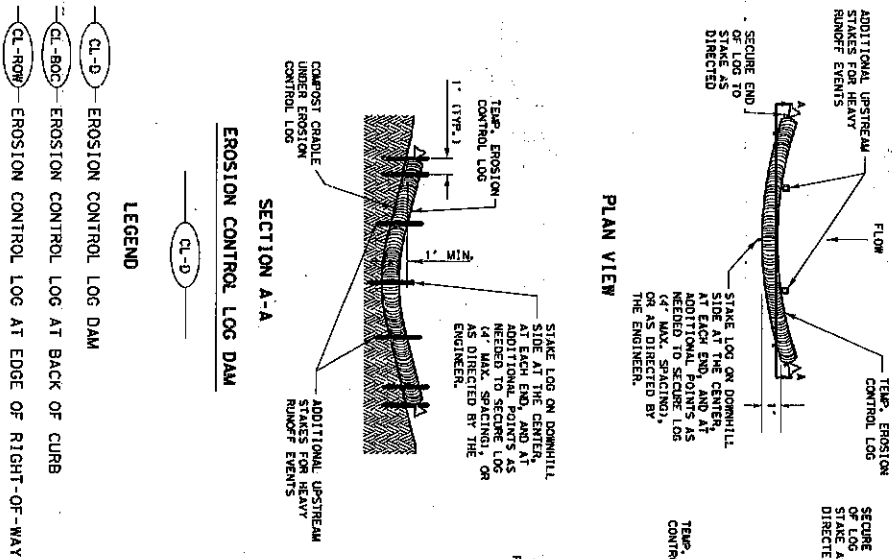 ADDITIONAL UPSTREAM
STAKES FOR HEAVY
RUNOFF EVENTS
FLOW
TEMP. EROSION
CONTROL LOG
SECURE END
OF LOG TO
STAKE AS
DIRECTED
A
A
1'
STAKE LOG ON DOWNHILL
SIDE AT THE CENTER,
AT EACH END, AND AT
ADDITIONAL POINTS AS
NEEDED TO SECURE LOG
(4' MAX. SPACING),
OR AS DIRECTED BY
THE ENGINEER.
PLAN VIEW
SECURE
OF LOG
STAKE A
DIRECTE
TEMP.
CONTR
TEMP. EROSION
CONTROL LOG
1' (TYP.)
1' MIN.
STAKE LOG ON DOWNHILL
SIDE AT THE CENTER,
AT EACH END, AND AT
ADDITIONAL POINTS AS
NEEDED TO SECURE LOG
(4' MAX. SPACING), OR
AS DIRECTED BY THE
ENGINEER.
COMPOST CRADLE
UNDER EROSION
CONTROL LOG
ADDITIONAL UPSTREAM
STAKES FOR HEAVY
RUNOFF EVENTS
SECTION A-A
EROSION CONTROL LOG DAM
CL-D
LEGEND
CL-D EROSION CONTROL LOG DAM
CL-BOC EROSION CONTROL LOG AT BACK OF CURB
CL-ROW EROSION CONTROL LOG AT EDGE OF RIGHT-OF-WAY